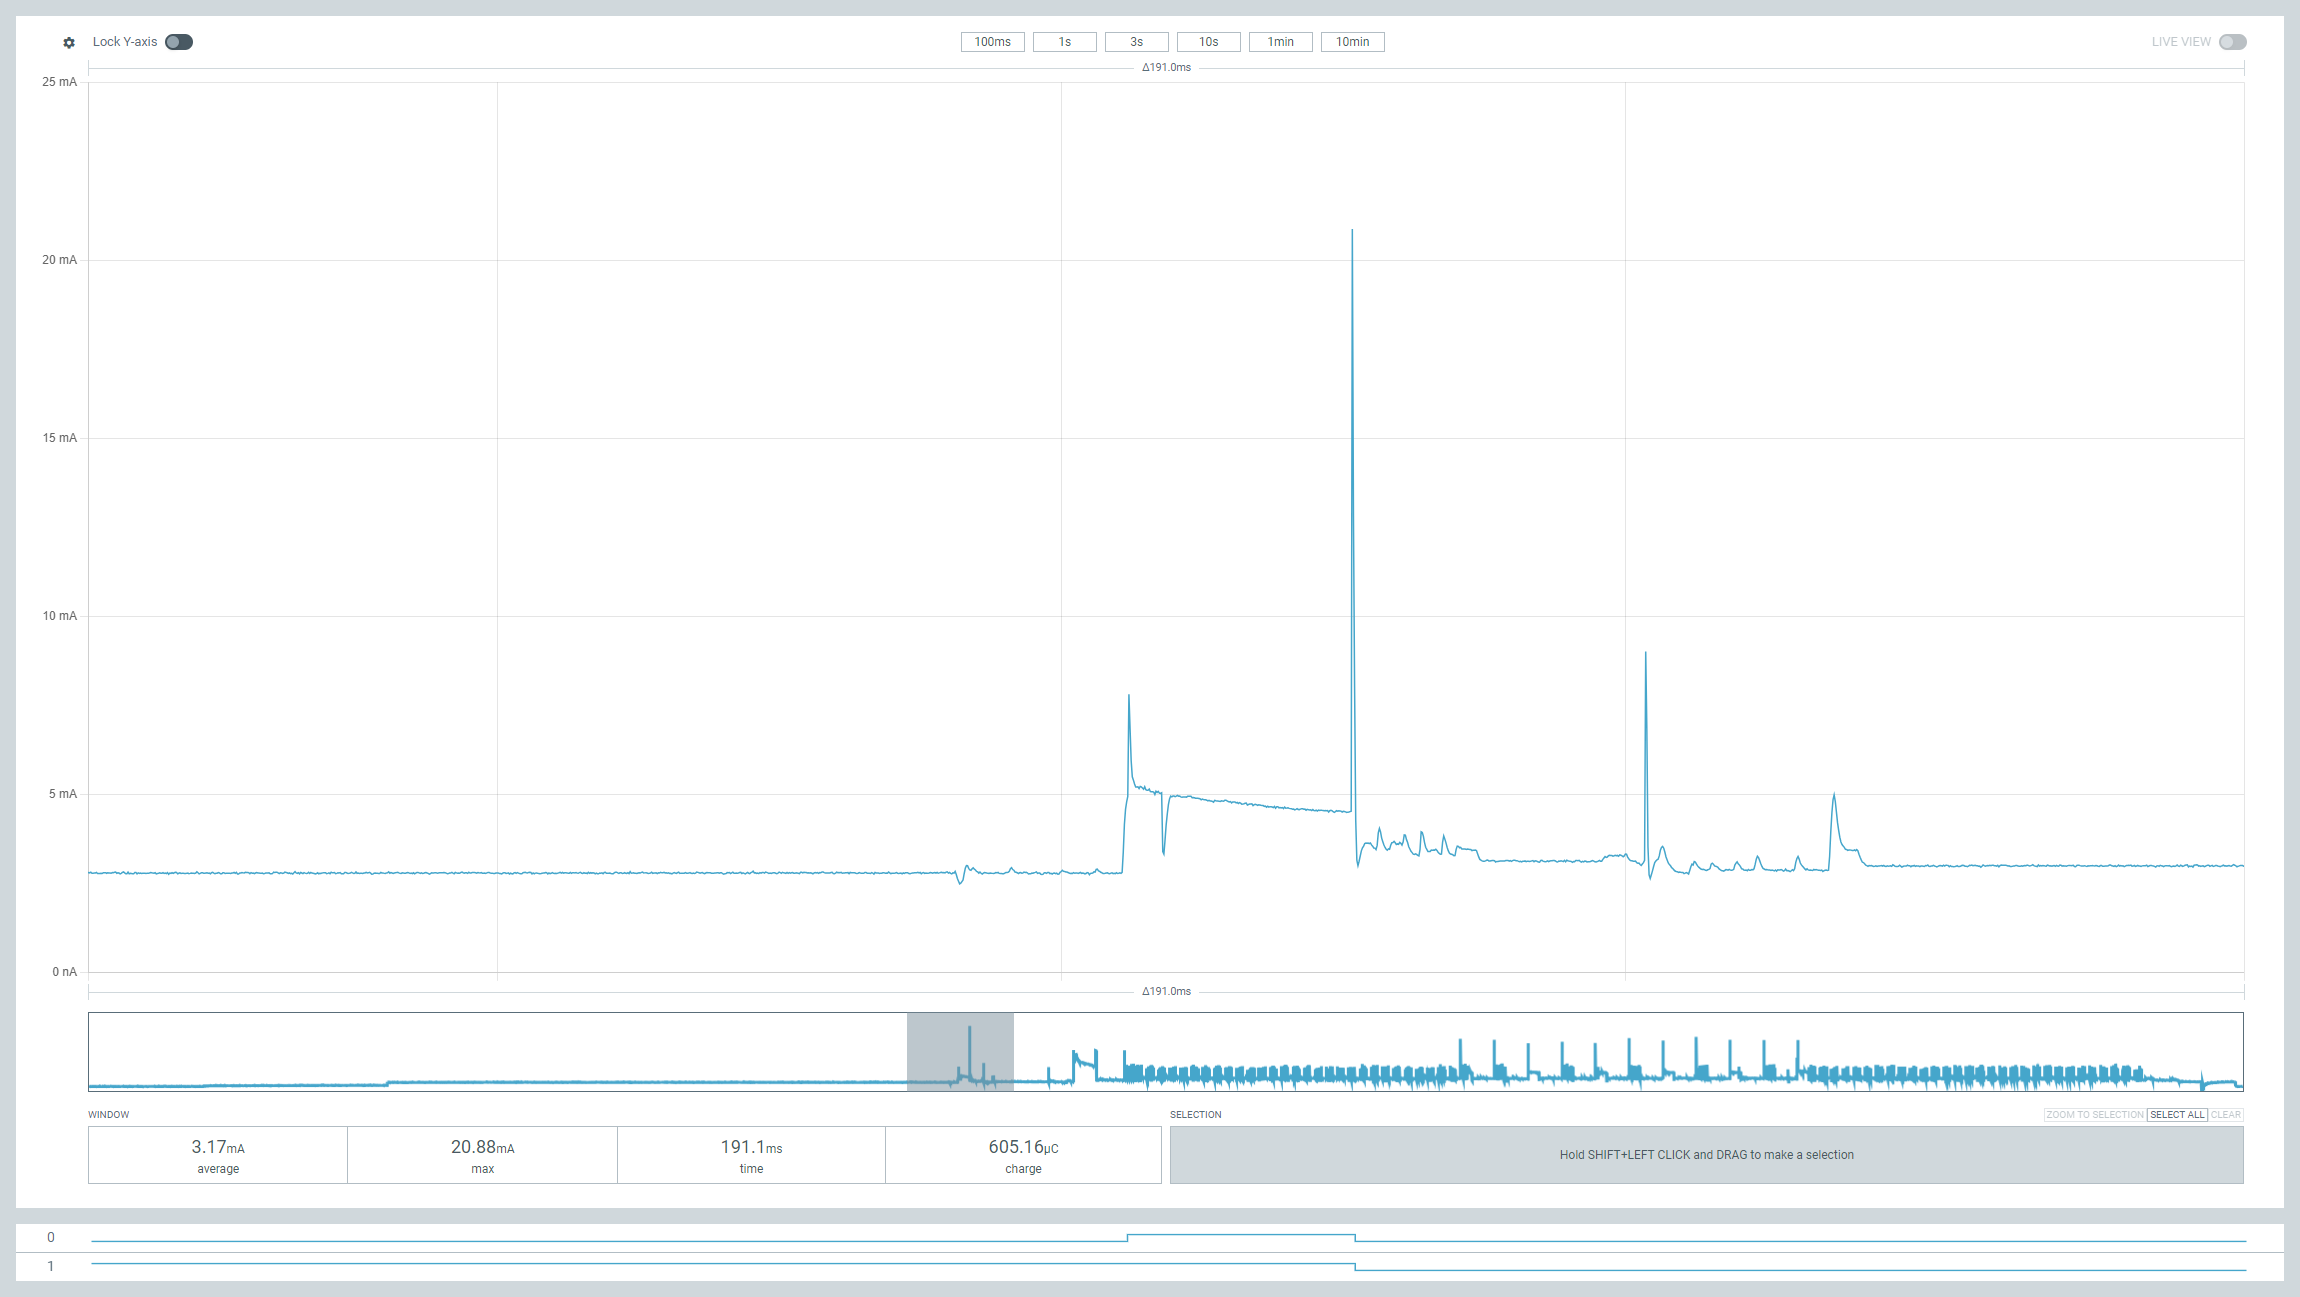 Lock Y-axis
100ms 1s 3s 10s 1min 10min
LIVE VIEW
Δ191.0ms
25 mA
20 mA
15 mA
10 mA
5 mA
0 nA
Δ191.0ms
WINDOW
3.17mA average
20.88mA max
191.1ms time
605.16μC charge
SELECTION
ZOOM TO SELECTION SELECT ALL CLEAR
Hold SHIFT+LEFT CLICK and DRAG to make a selection
0
1